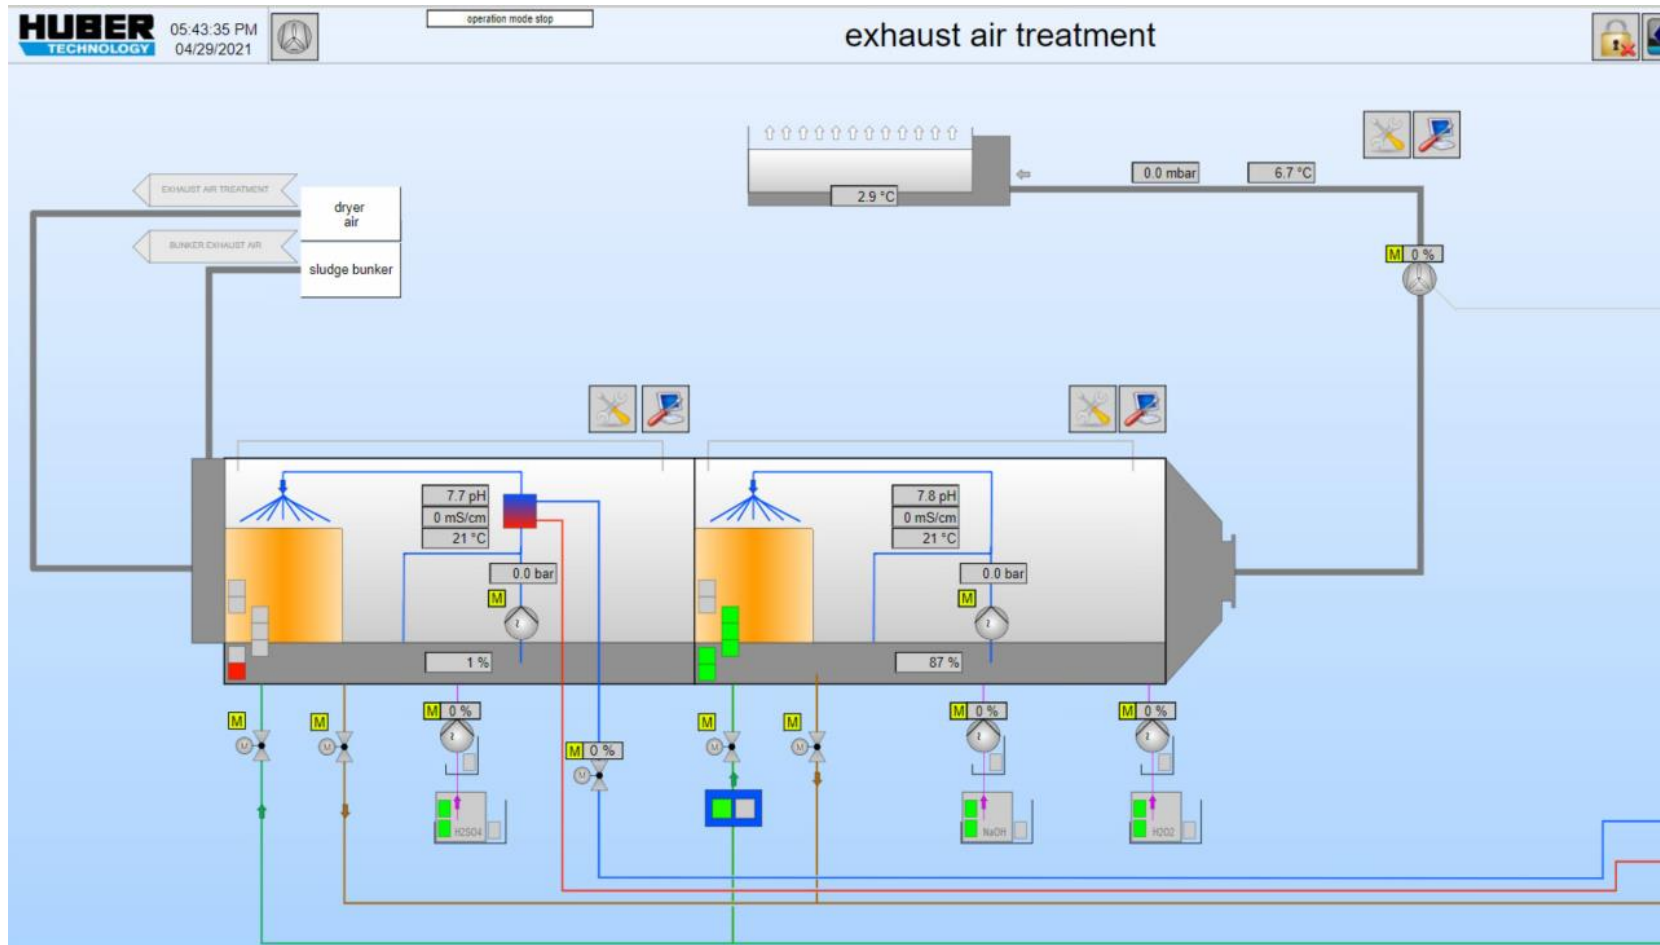 HUBER
TECHNOLOGY
05:43:35 PM
04/29/2021
operation mode stop
exhaust air treatment
EXHAUST AIR TREATMENT
dryer
air
BUNKER EXHAUST AIR
sludge bunker
2.9 °C
0.0 mbar
6.7 °C
M 0 %
7.7 pH
0 mS/cm
21 °C
0.0 bar
M
1 %
7.8 pH
0 mS/cm
21 °C
0.0 bar
M
87 %
M
M
M
M
M 0 %
M 0 %
M
M
M
M
M
M 0 %
M 0 %
H2SO4
NaOH
H2O2